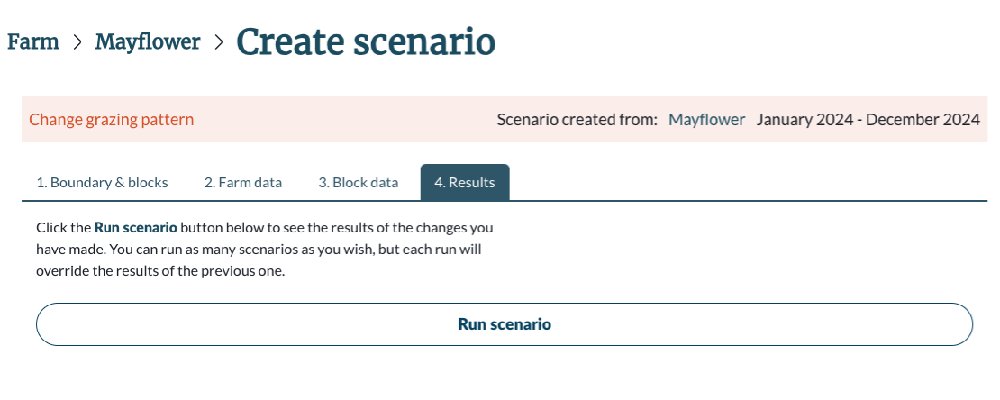 Farm > Mayflower > Create scenario
Change grazing pattern Scenario created from: Mayflower January 2024 - December 2024
1. Boundary & blocks 2. Farm data 3. Block data 4. Results
Click the Run scenario button below to see the results of the changes you
have made. You can run as many scenarios as you wish, but each run will
override the results of the previous one.
Run scenario